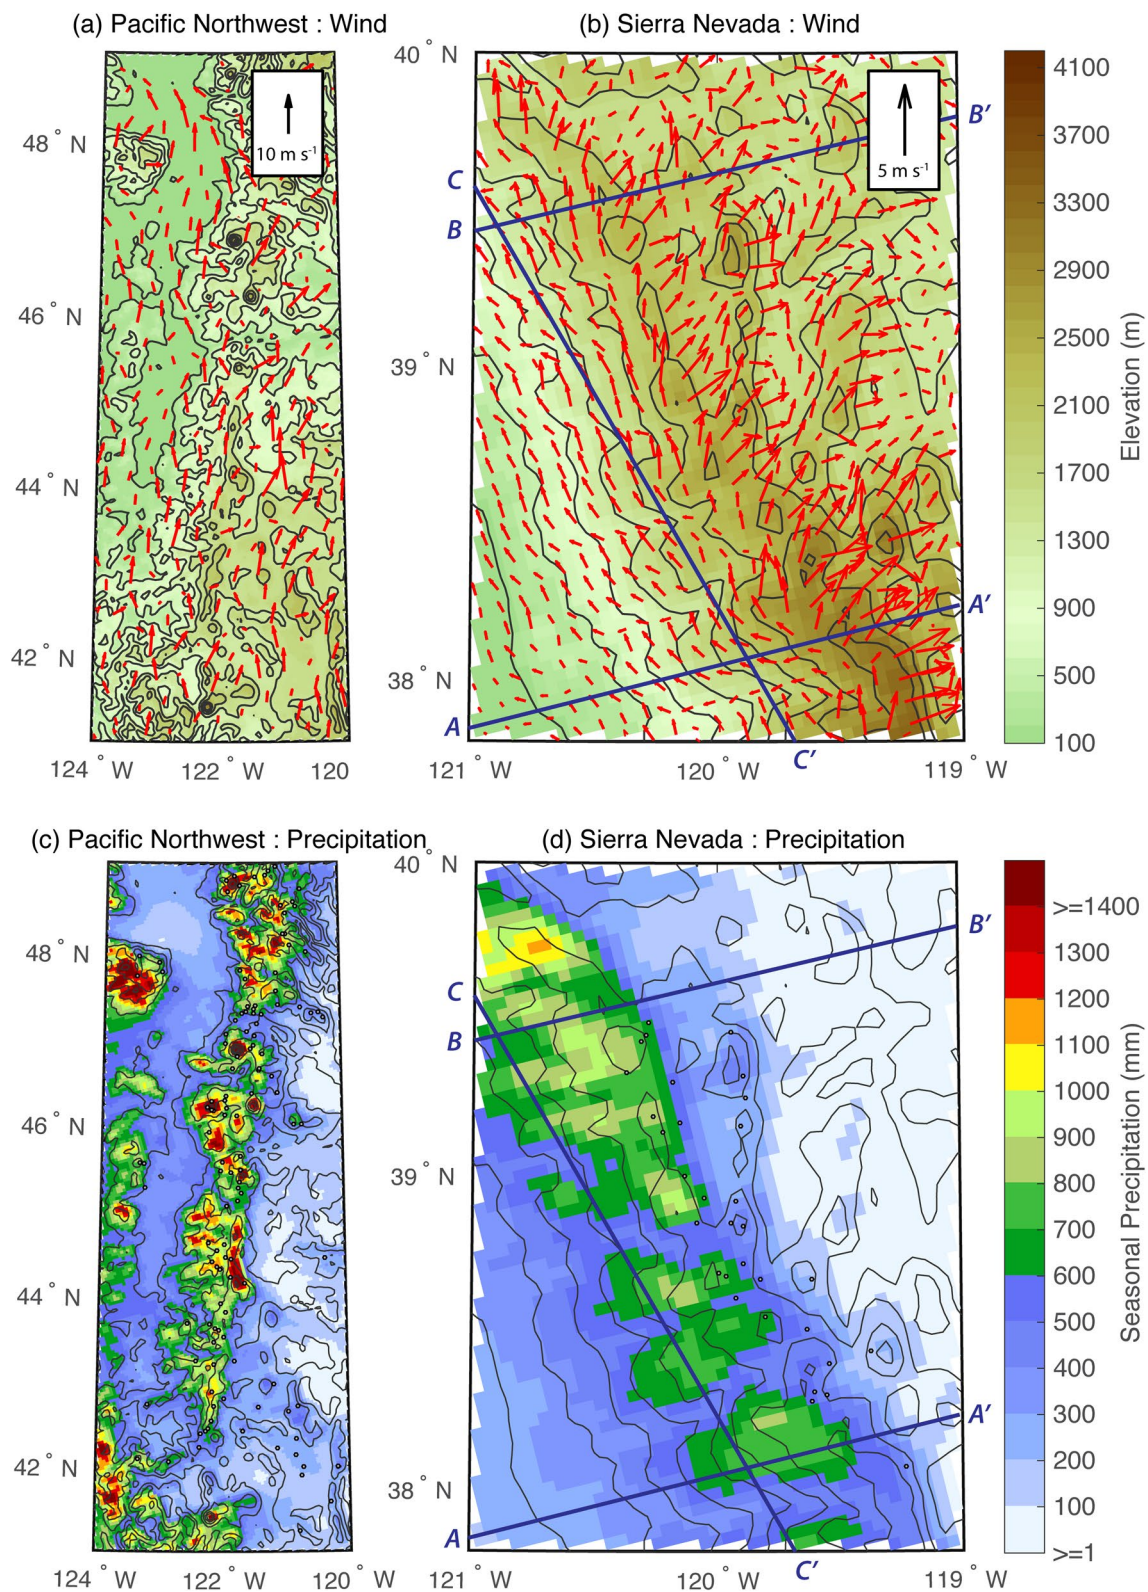 (a) Pacific Northwest : Wind
(b) Sierra Nevada : Wind
40° N
4100
B′
48° N
10 m s-1
5 m s-1
3700
C
3300
B
2900
46° N
39° N
2500
Elevation (m)
2100
1700
44° N
1300
A′
900
42° N
38° N
500
A
100
124° W
122° W
120
121° W
120° W
119° W
C′
(c) Pacific Northwest : Precipitation
(d) Sierra Nevada : Precipitation
40° N
>=1400
B′
48° N
1300
C
1200
B
1100
1000
46° N
900
39° N
800
Seasonal Precipitation (mm)
700
600
44° N
500
400
A′
300
42° N
38° N
200
A
100
>=1
124° W
122° W
120° W
121° W
120° W
119° W
C′